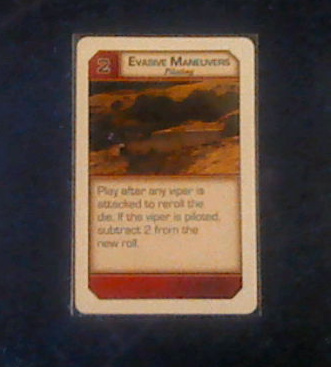 2
Evasive Maneuvers
Piloting
Play after any viper is
attacked to reroll the
die. If the viper is piloted,
subtract 2 from the
new roll.